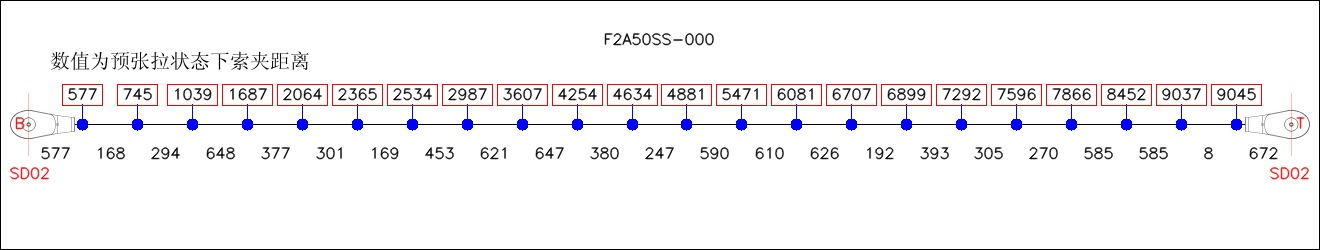 F2A50SS-000
数值为预张拉状态下索夹距离
577 745 1039 1687 2064 2365 2534 2987 3607 4254 4634 4881 5471 6081 6707 6899 7292 7596 7866 8452 9037 9045
B T
577 168 294 648 377 301 169 453 621 647 380 247 590 610 626 192 393 305 270 585 585 8 672
SD02 SD02